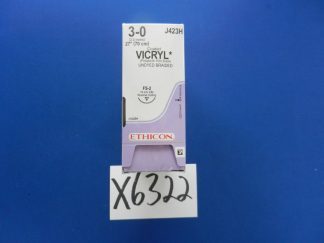 3-0 J423H
27" (70 cm)
VICRYL*
UNDYED BRAIDED
FS-2
ETHICON
X6322